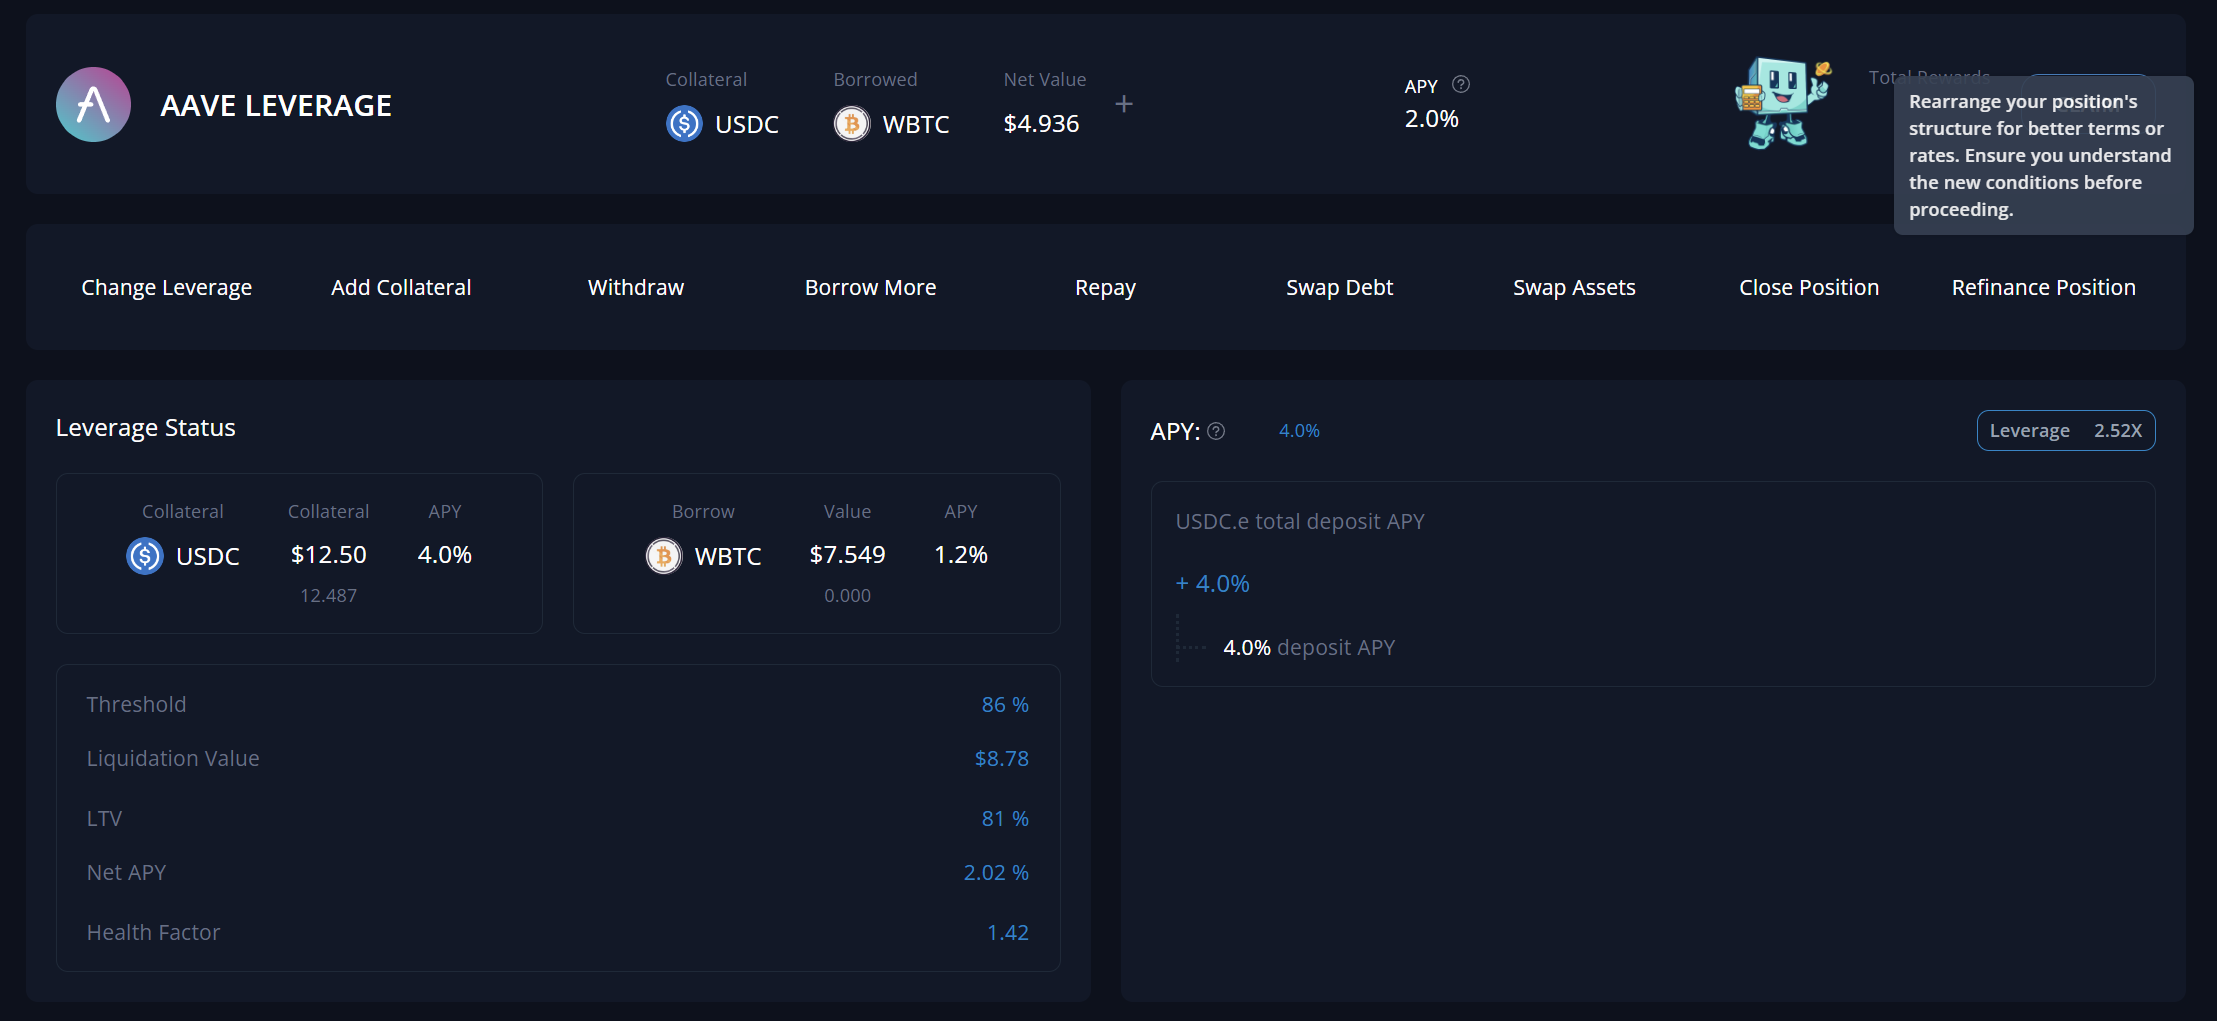 AAVE LEVERAGE
Collateral
USDC
Borrowed
WBTC
Net Value
$4.936
+
APY
2.0%
Total Rewards
Rearrange your position's
structure for better terms or
rates. Ensure you understand
the new conditions before
proceeding.
Change Leverage
Add Collateral
Withdraw
Borrow More
Repay
Swap Debt
Swap Assets
Close Position
Refinance Position
Leverage Status
Collateral Collateral APY
USDC $12.50 4.0%
12.487
Borrow Value APY
WBTC $7.549 1.2%
0.000
Threshold 86 %
Liquidation Value $8.78
LTV 81 %
Net APY 2.02 %
Health Factor 1.42
APY: 4.0%
Leverage 2.52X
USDC.e total deposit APY
+ 4.0%
4.0% deposit APY